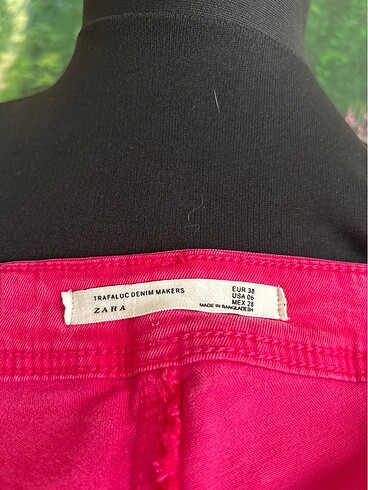 TRAFALUC DENIM MAKERS
ZARA
EUR 38
USA 06
MEX 28
MADE IN BANGLADESH